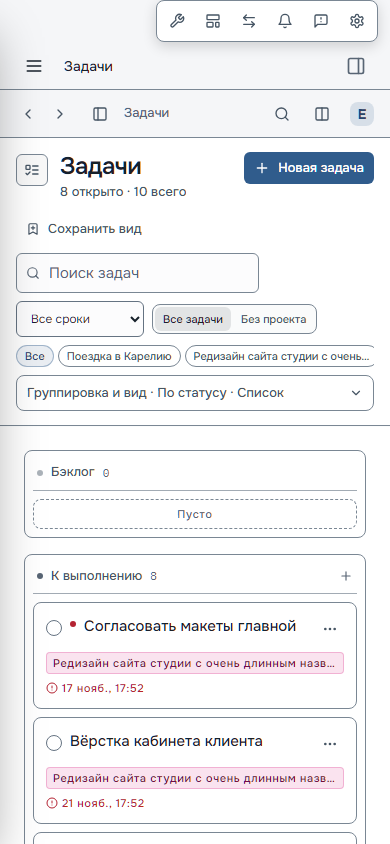 Задачи
Задачи
E
Задачи
Новая задача
8 открыто · 10 всего
Сохранить вид
Поиск задач
Все сроки
Все задачи
Без проекта
Все
Поездка в Карелию
Редизайн сайта студии с очень...
Группировка и вид · По статусу · Список
Бэклог 0
Пусто
К выполнению 8
Согласовать макеты главной
Редизайн сайта студии с очень длинным назв...
17 нояб., 17:52
Вёрстка кабинета клиента
Редизайн сайта студии с очень длинным назв...
21 нояб., 17:52